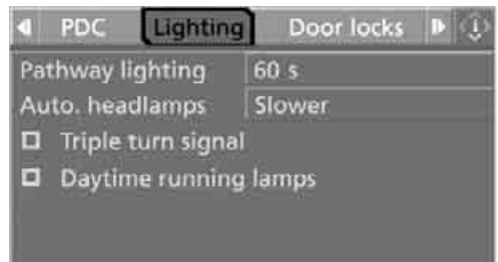 PDC Lighting Door locks
Pathway lighting 60 s
Auto. headlamps Slower
Triple turn signal
Daytime running lamps